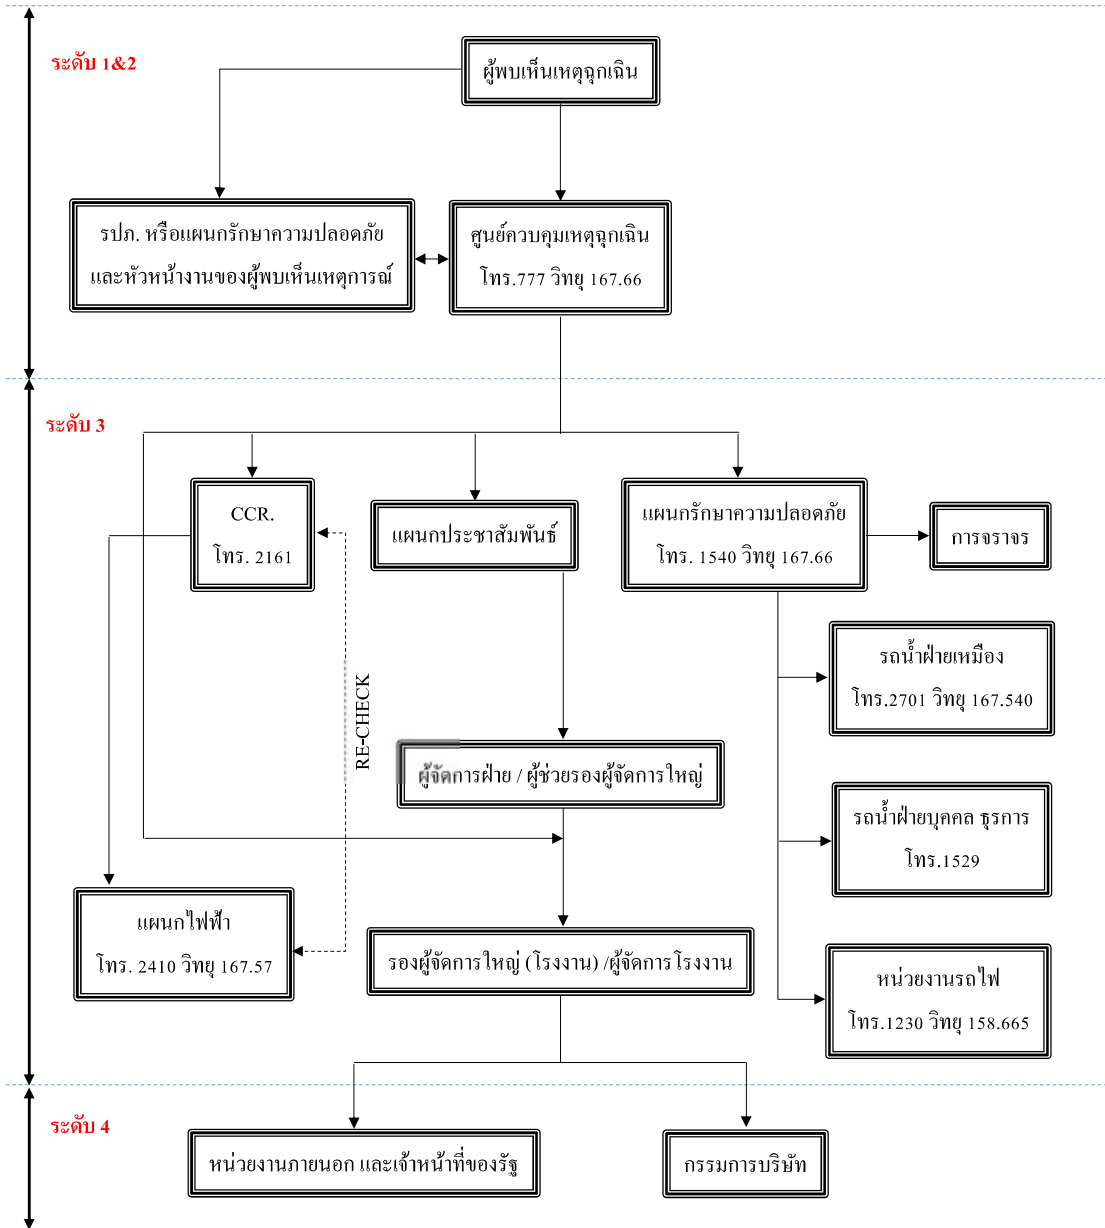 ระดับ 1&2
ผู้พบเห็นเหตุฉุกเฉิน
รปภ. หรือแผนกรักษาความปลอดภัย
และหัวหน้างานของผู้พบเห็นเหตุการณ์
ศูนย์ควบคุมเหตุฉุกเฉิน
โทร.777 วิทยุ 167.66
ระดับ 3
CCR.
โทร. 2161
แผนกประชาสัมพันธ์
แผนกรักษาความปลอดภัย
โทร. 1540 วิทยุ 167.66
การจราจร
รถน้ำฝ่ายเหมือง
โทร.2701 วิทยุ 167.540
RE-CHECK
ผู้จัดการฝ่าย / ผู้ช่วยรองผู้จัดการใหญ่
รถน้ำฝ่ายบุคคล ธุรการ
โทร.1529
แผนกไฟฟ้า
โทร. 2410 วิทยุ 167.57
รองผู้จัดการใหญ่ (โรงงาน) /ผู้จัดการโรงงาน
หน่วยงานรถไฟ
โทร.1230 วิทยุ 158.665
ระดับ 4
หน่วยงานภายนอก และเจ้าหน้าที่ของรัฐ
กรรมการบริษัท